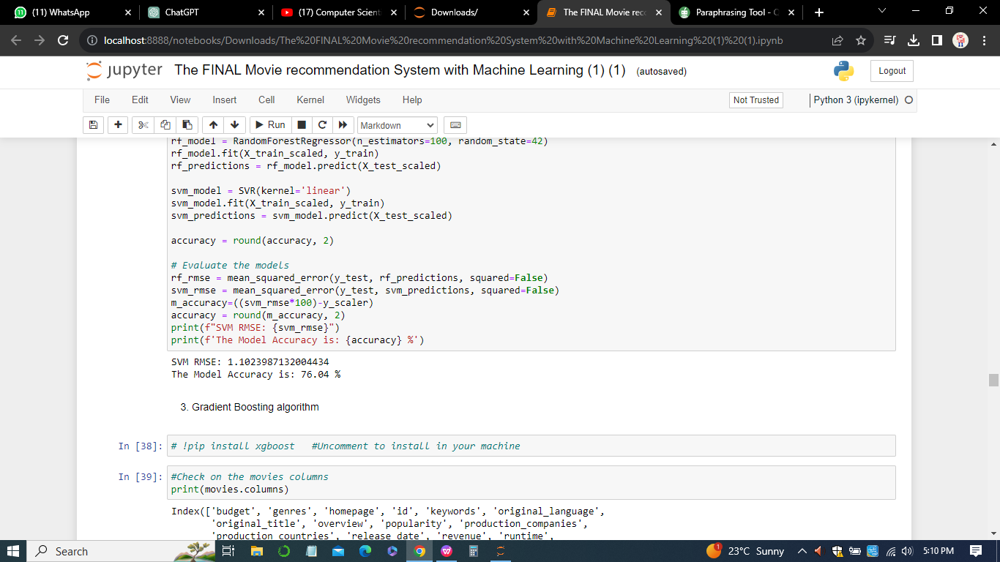 (11) WhatsApp
ChatGPT
(17) Computer Scien
Downloads/
The FINAL Movie rec
Paraphrasing Tool -
localhost:8888/notebooks/Downloads/The%20FINAL%20Movie%20recommendation%20System%20with%20Machine%20Learning%20(1)%20(1).ipynb
jupyter The FINAL Movie recommendation System with Machine Learning (1) (1) (autosaved)
Logout
File Edit View Insert Cell Kernel Widgets Help
Not Trusted
Python 3 (ipykernel)
Run
Markdown
rf_model = RandomForestRegressor(n_estimators=100, random_state=42)
rf_model.fit(X_train_scaled, y_train)
rf_predictions = rf_model.predict(X_test_scaled)
svm_model = SVR(kernel='linear')
svm_model.fit(X_train_scaled, y_train)
svm_predictions = svm_model.predict(X_test_scaled)
accuracy = round(accuracy, 2)
# Evaluate the models
rf_rmse = mean_squared_error(y_test, rf_predictions, squared=False)
svm_rmse = mean_squared_error(y_test, svm_predictions, squared=False)
m_accuracy=((svm_rmse*100)-y_scaler)
accuracy = round(m_accuracy, 2)
print(f"SVM RMSE: {svm_rmse}")
print(f'The Model Accuracy is: {accuracy} %')
SVM RMSE: 1.1023987132004434
The Model Accuracy is: 76.04 %
3. Gradient Boosting algorithm
In [38]: # !pip install xgboost #Uncomment to install in your machine
In [39]: #Check on the movies columns
print(movies.columns)
Index(['budget', 'genres', 'homepage', 'id', 'keywords', 'original_language',
'original_title', 'overview', 'popularity', 'production_companies',
'production_countries', 'release_date', 'revenue', 'runtime',
Search
1
23°C Sunny
5:10 PM